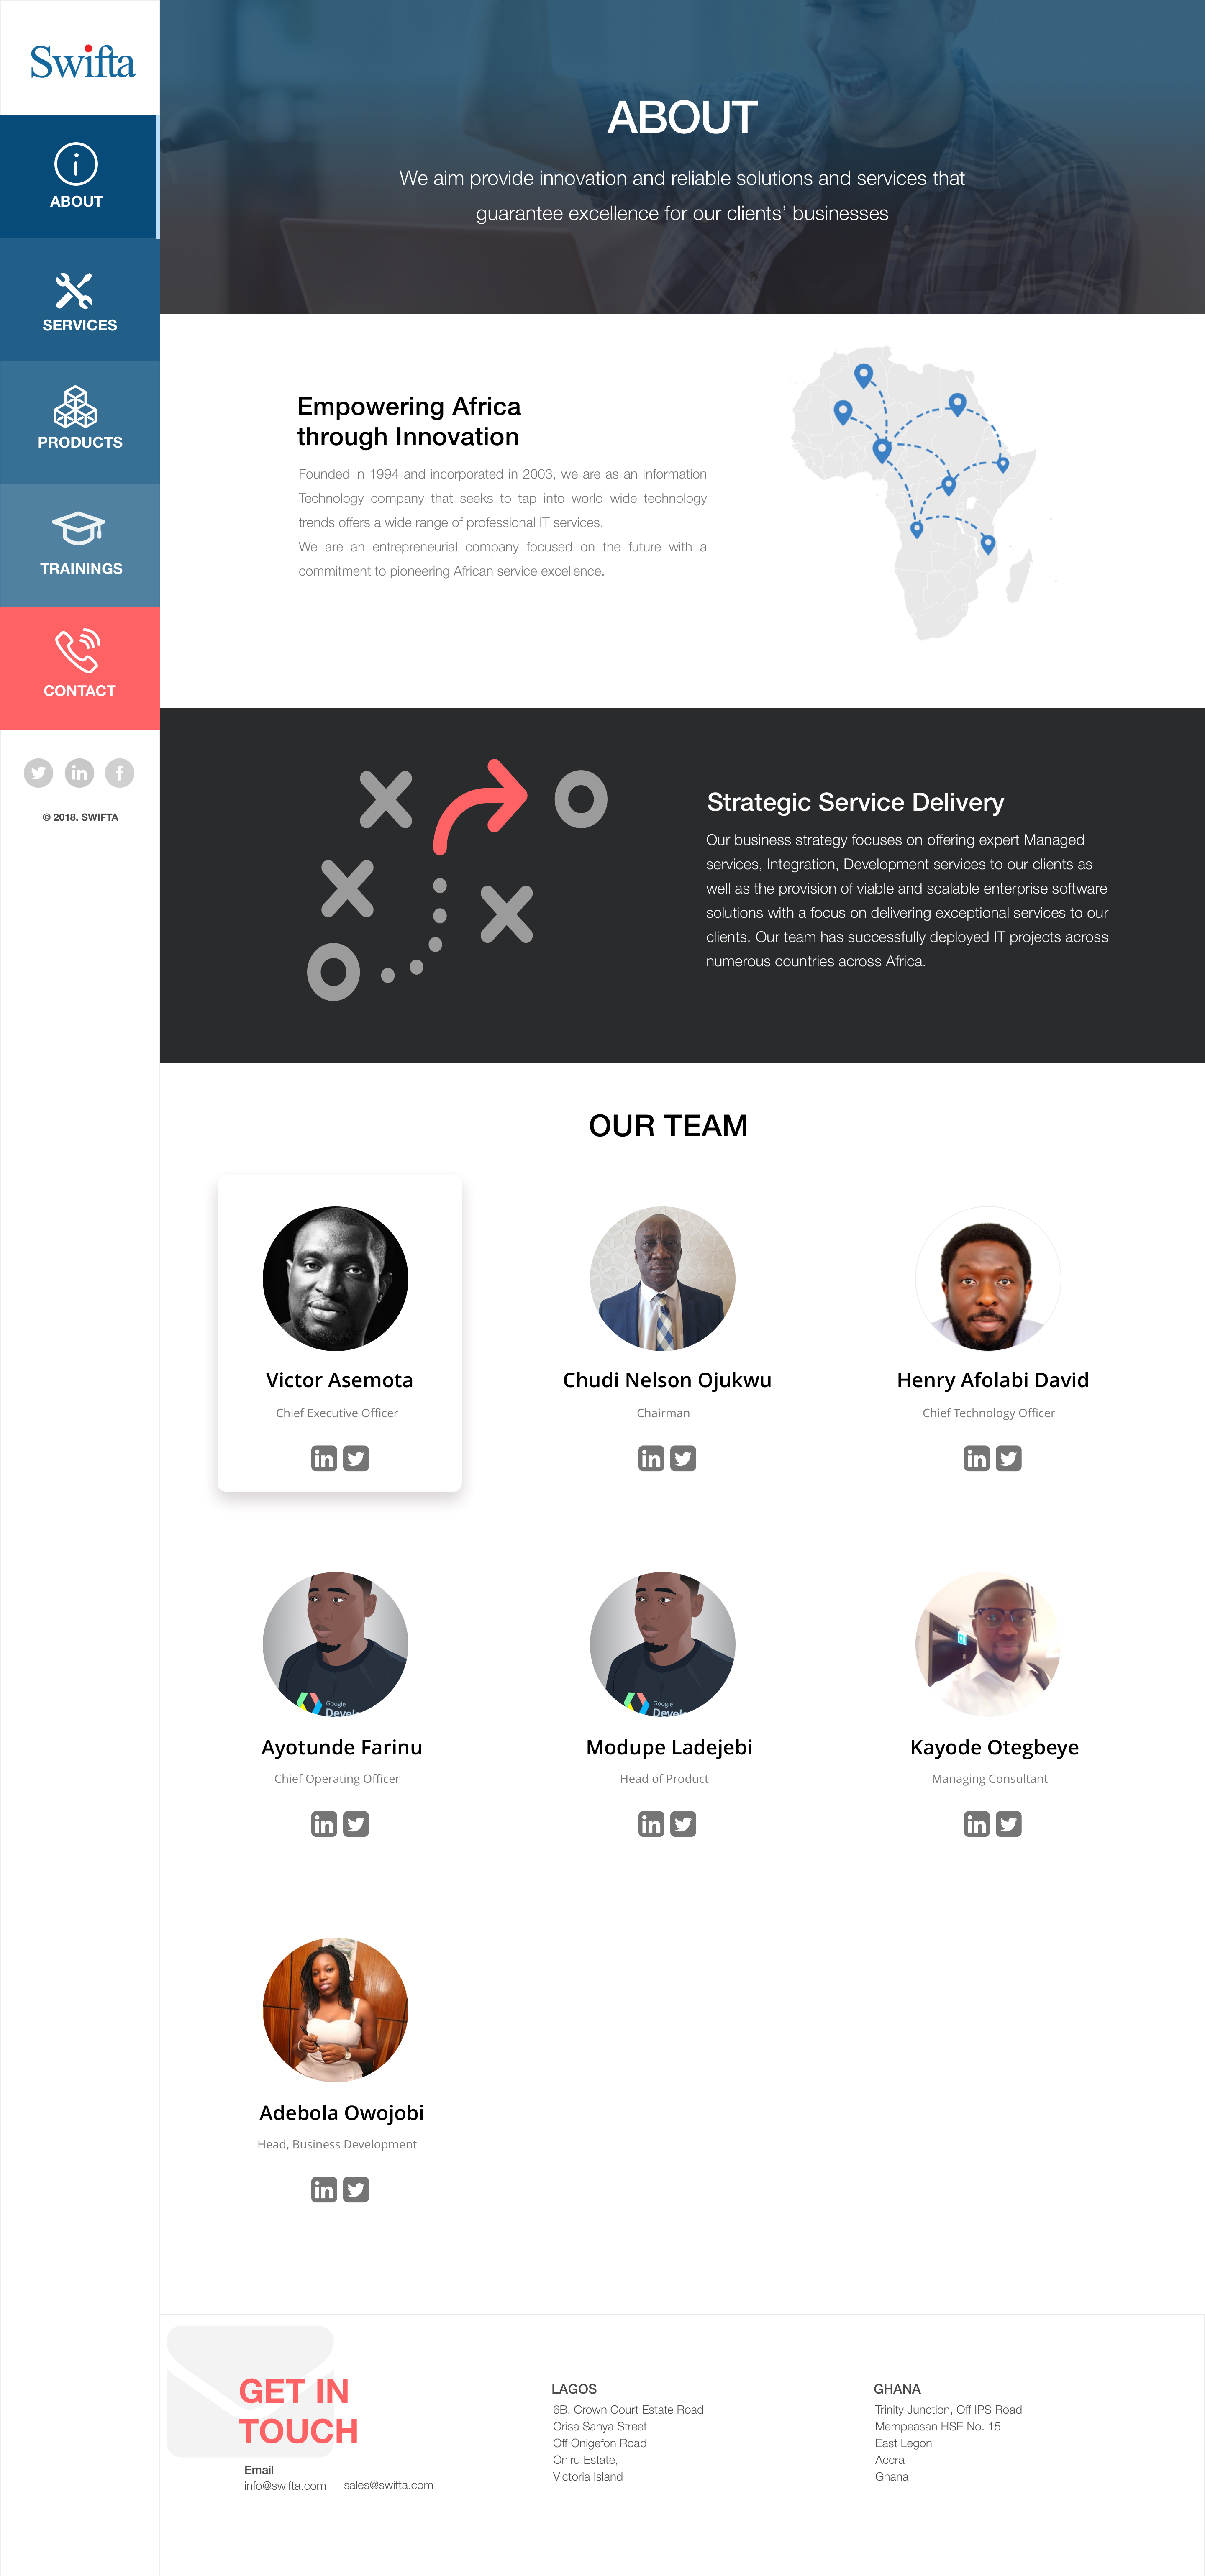 Swifta
ABOUT
SERVICES
PRODUCTS
TRAININGS
CONTACT
© 2018. SWIFTA
ABOUT
We aim provide innovation and reliable solutions and services that
guarantee excellence for our clients’ businesses
Empowering Africa
through Innovation
Founded in 1994 and incorporated in 2003, we are as an Information
Technology company that seeks to tap into world wide technology
trends offers a wide range of professional IT services.
We are an entrepreneurial company focused on the future with a
commitment to pioneering African service excellence.
Strategic Service Delivery
Our business strategy focuses on offering expert Managed
services, Integration, Development services to our clients as
well as the provision of viable and scalable enterprise software
solutions with a focus on delivering exceptional services to our
clients. Our team has successfully deployed IT projects across
numerous countries across Africa.
OUR TEAM
Victor Asemota
Chief Executive Officer
Chudi Nelson Ojukwu
Chairman
Henry Afolabi David
Chief Technology Officer
Google
Develo
Ayotunde Farinu
Chief Operating Officer
Google
Develo
Modupe Ladejebi
Head of Product
Kayode Otegbeye
Managing Consultant
Adebola Owojobi
Head, Business Development
GET IN
TOUCH
Email
info@swifta.com sales@swifta.com
LAGOS
6B, Crown Court Estate Road
Orisa Sanya Street
Off Onigefon Road
Oniru Estate,
Victoria Island
GHANA
Trinity Junction, Off IPS Road
Mempeasan HSE No. 15
East Legon
Accra
Ghana